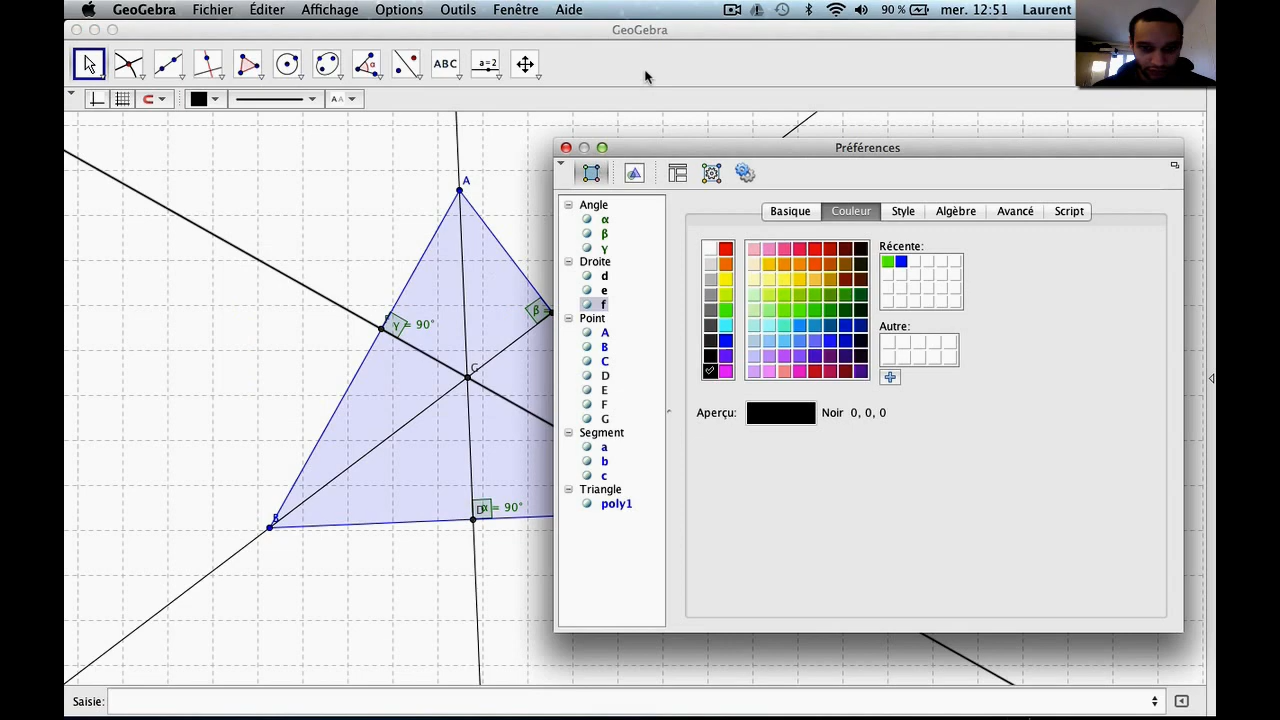 GeoGebra Fichier Éditer Affichage Options Outils Fenêtre Aide 90 % mer. 12:51 Laurent
GeoGebra
ABC a=2
A A
Préférences
A
Angle
α
β
γ
Droite
d
e
f
Point
A
B
C
D
E
F
G
Segment
a
b
c
Triangle
poly1
Basique Couleur Style Algèbre Avancé Script
Récente:
Autre:
Aperçu: Noir 0, 0, 0
β =
γ = 90°
G
B
D
α = 90°
Saisie: